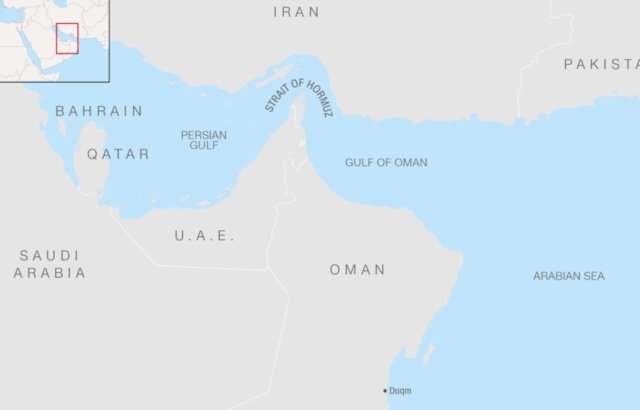 IRAN
PAKISTA
STRAIT OF HORMUZ
BAHRAIN
PERSIAN
GULF
QATAR
GULF OF OMAN
U.A.E.
SAUDI
ARABIA
OMAN
ARABIAN SEA
Duqm